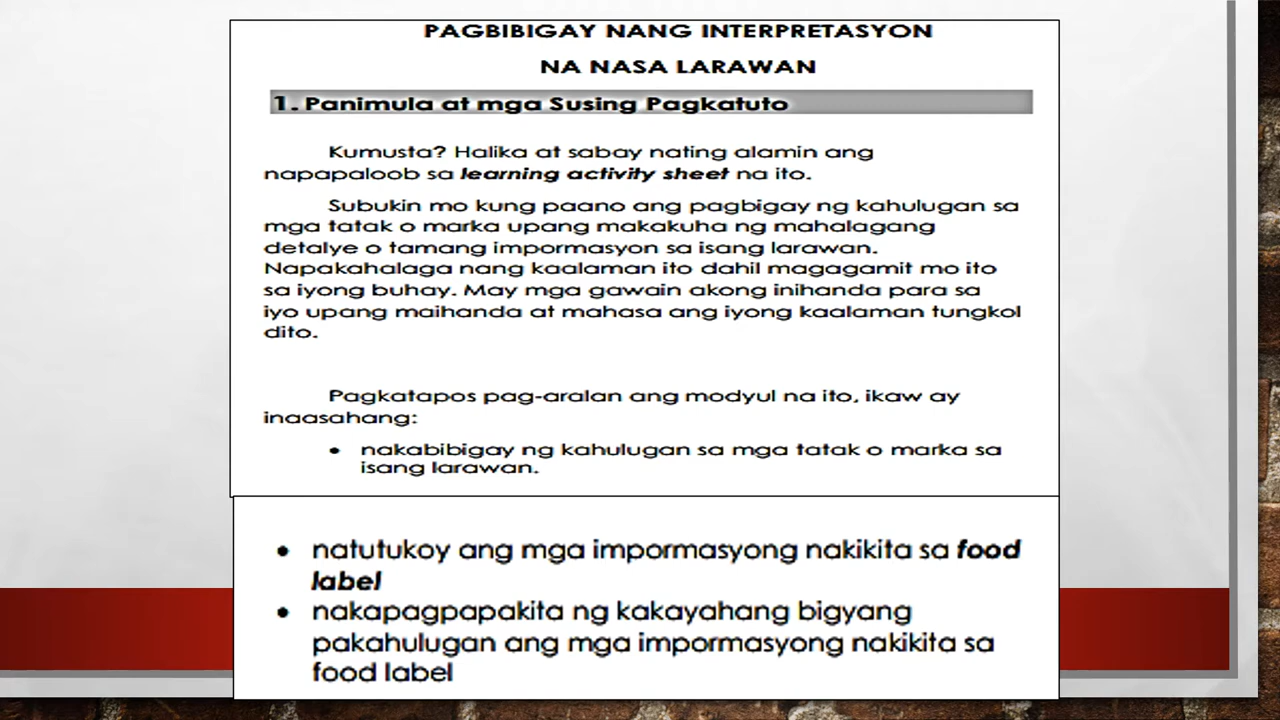 PAGBIBIGAY NANG INTERPRETASYON
NA NASA LARAWAN
1. Panimula at mga Susing Pagkatuto
Kumusta? Halika at sabay nating alamin ang
napapaloob sa learning activity sheet na ito.
Subukin mo kung paano ang pagbigay ng kahulugan sa
mga tatak o marka upang makakuha ng mahalagang
detalye o tamang impormasyon sa isang larawan.
Napakahalaga nang kaalaman ito dahil magagamit mo ito
sa iyong buhay. May mga gawain akong inihanda para sa
iyo upang maihanda at mahasa ang iyong kaalaman tungkol
dito.
Pagkatapos pag-aralan ang modyul na ito, ikaw ay
inaasahang:
• nakabibigay ng kahulugan sa mga tatak o marka sa
isang larawan.
• natutukoy ang mga impormasyong nakikita sa food
label
• nakapagpapakita ng kakayahang bigyang
pakahulugan ang mga impormasyong nakikita sa
food label